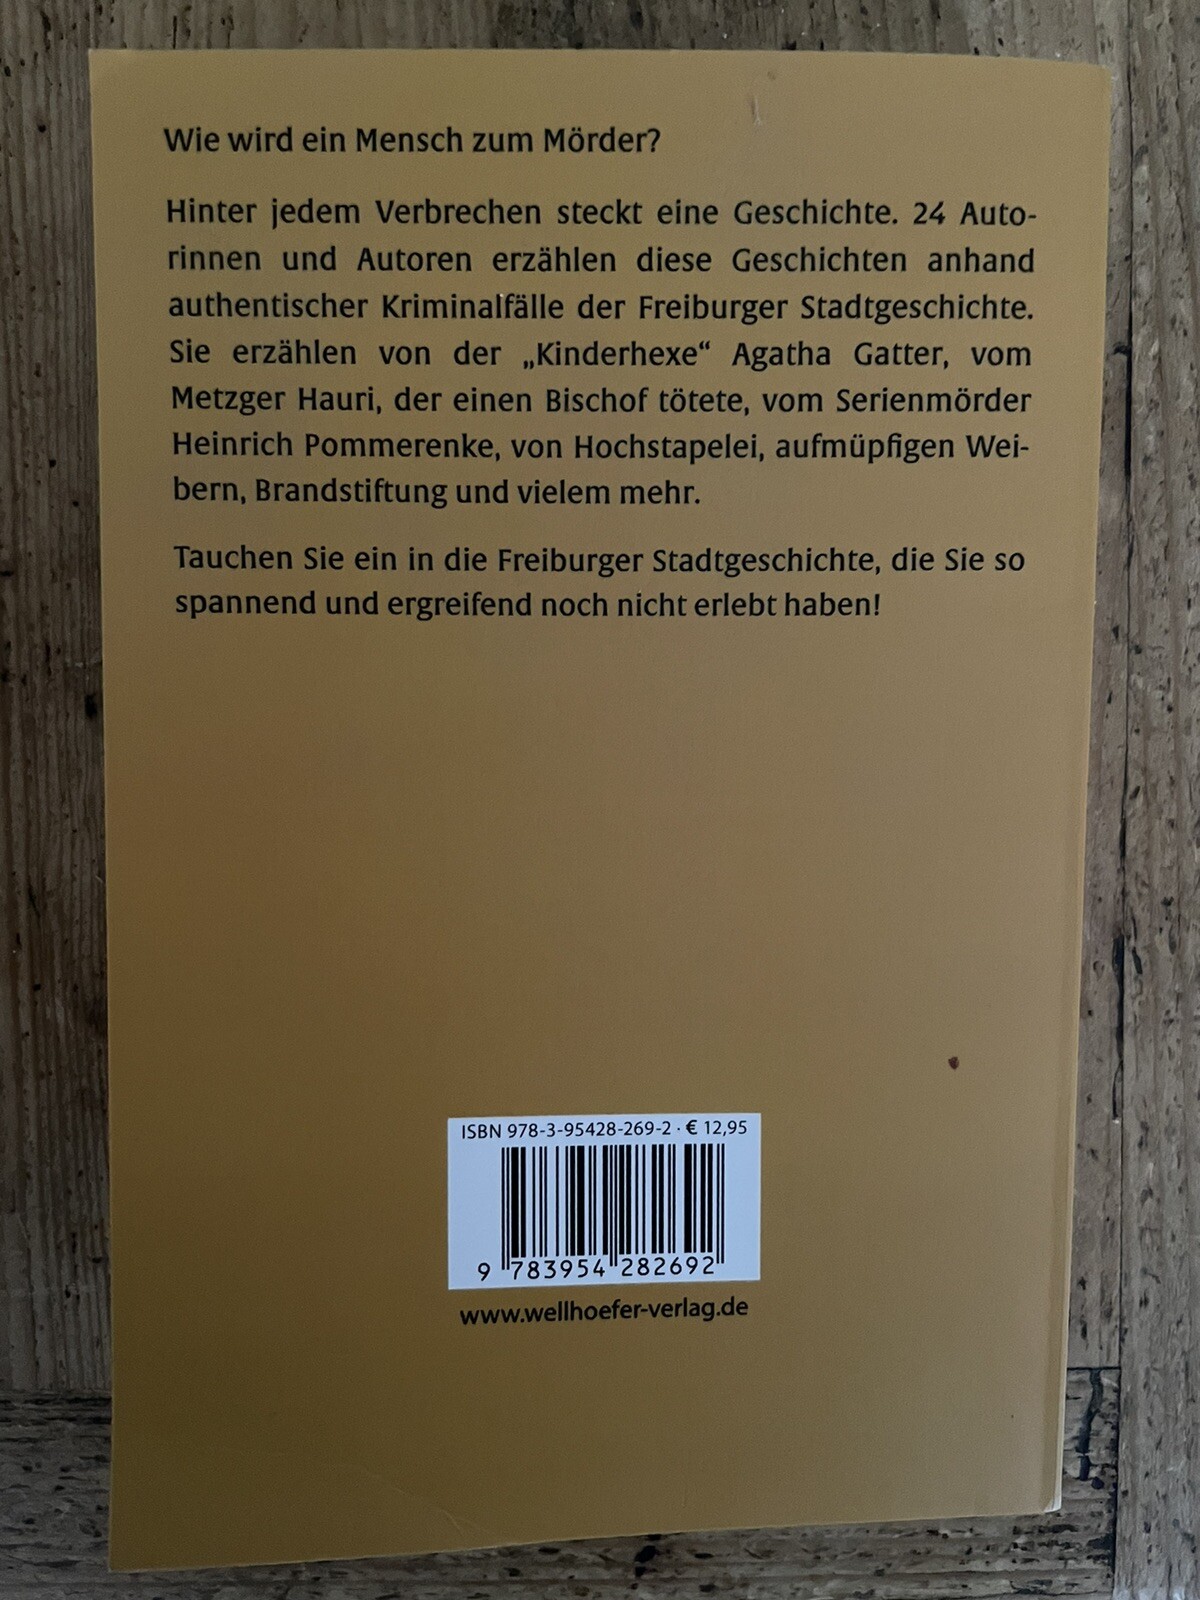 Wie wird ein Mensch zum Mörder?
Hinter jedem Verbrechen steckt eine Geschichte. 24 Auto-
rinnen und Autoren erzählen diese Geschichten anhand
authentischer Kriminalfälle der Freiburger Stadtgeschichte.
Sie erzählen von der „Kinderhexe“ Agatha Gatter, vom
Metzger Hauri, der einen Bischof tötete, vom Serienmörder
Heinrich Pommerenke, von Hochstapelei, aufmüpfigen Wei-
bern, Brandstiftung und vielem mehr.
Tauchen Sie ein in die Freiburger Stadtgeschichte, die Sie so
spannend und ergreifend noch nicht erlebt haben!
ISBN 978-3-95428-269-2 · € 12,95
9 783954 282692
www.wellhoefer-verlag.de